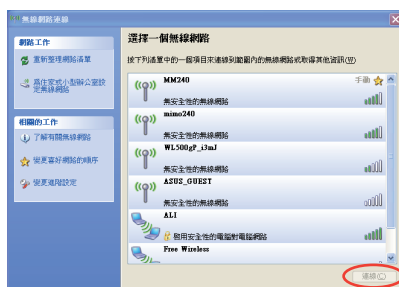 無線網路連線
網路工作
重新整理網路清單
為住家或小型辦公室設
定無線網路
相關的工作
了解有關無線網路
變更喜好網路的順序
變更進階設定
選擇一個無線網路
按下列清單中的一個項目來連線到範圍內的無線網路或取得其他資訊(W)
MM240
手動
無安全性的無線網路
mimo240
無安全性的無線網路
WL500gP_i3mJ
無安全性的無線網路
ASUS_GUEST
無安全性的無線網路
ALI
啓用安全性的電腦對電腦網路
Free Wireless
連線(C)